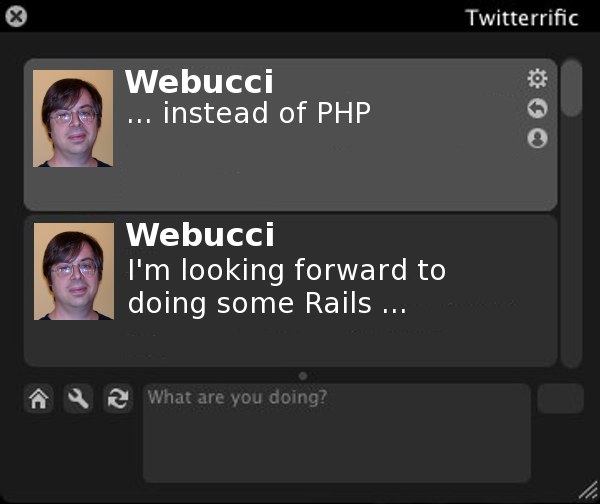 Twitterrific
Webucci
... instead of PHP
Webucci
I'm looking forward to
doing some Rails ...
What are you doing?